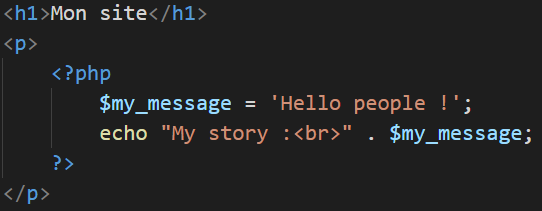 <h1>Mon site</h1>
<p>
<?php
$my_message = 'Hello people !';
echo "My story :<br>" . $my_message;
?>
</p>